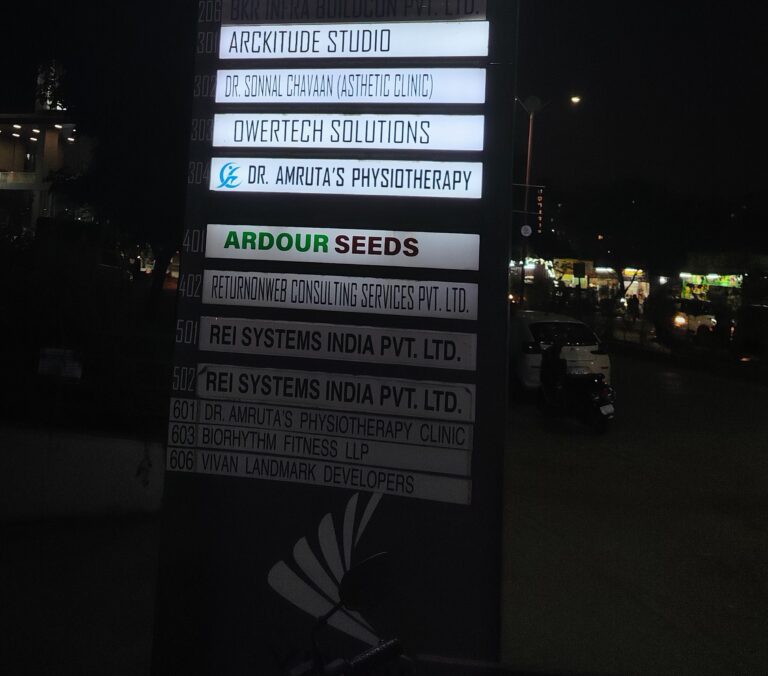 206 BKR INFRA BUILDCON PVT. LTD.
301 ARCKITUDE STUDIO
302 DR. SONNAL CHAVAAN (ASTHETIC CLINIC)
303 OWERTECH SOLUTIONS
304 DR. AMRUTA'S PHYSIOTHERAPY
401 ARDOUR SEEDS
402 RETURNONWEB CONSULTING SERVICES PVT. LTD.
501 REI SYSTEMS INDIA PVT. LTD.
502 REI SYSTEMS INDIA PVT. LTD.
601 DR. AMRUTA'S PHYSIOTHERAPY CLINIC
603 BIORHYTHM FITNESS LLP
606 VIVAN LANDMARK DEVELOPERS